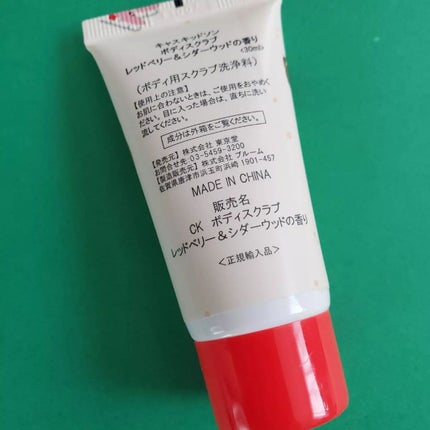 キャスキッドソン
ボディスクラブ
レッドベリー＆シダーウッドの香り
<30mL>
（ボディ用スクラブ洗浄料）
【使用上の注意】
お肌に合わないときは、ご使用をおやめく
ださい。目に入った場合は、直ちに洗い
流してください。
成分は外箱をご覧ください。
【発売元】株式会社 東京堂
お問合せ先 03-5459-3200
【製造販売元】株式会社 ブルーム
佐賀県唐津市浜玉町浜崎 1901-457
MADE IN CHINA
販売名
CK ボディスクラブ
レッドベリー＆シダーウッドの香り
＜正規輸入品＞